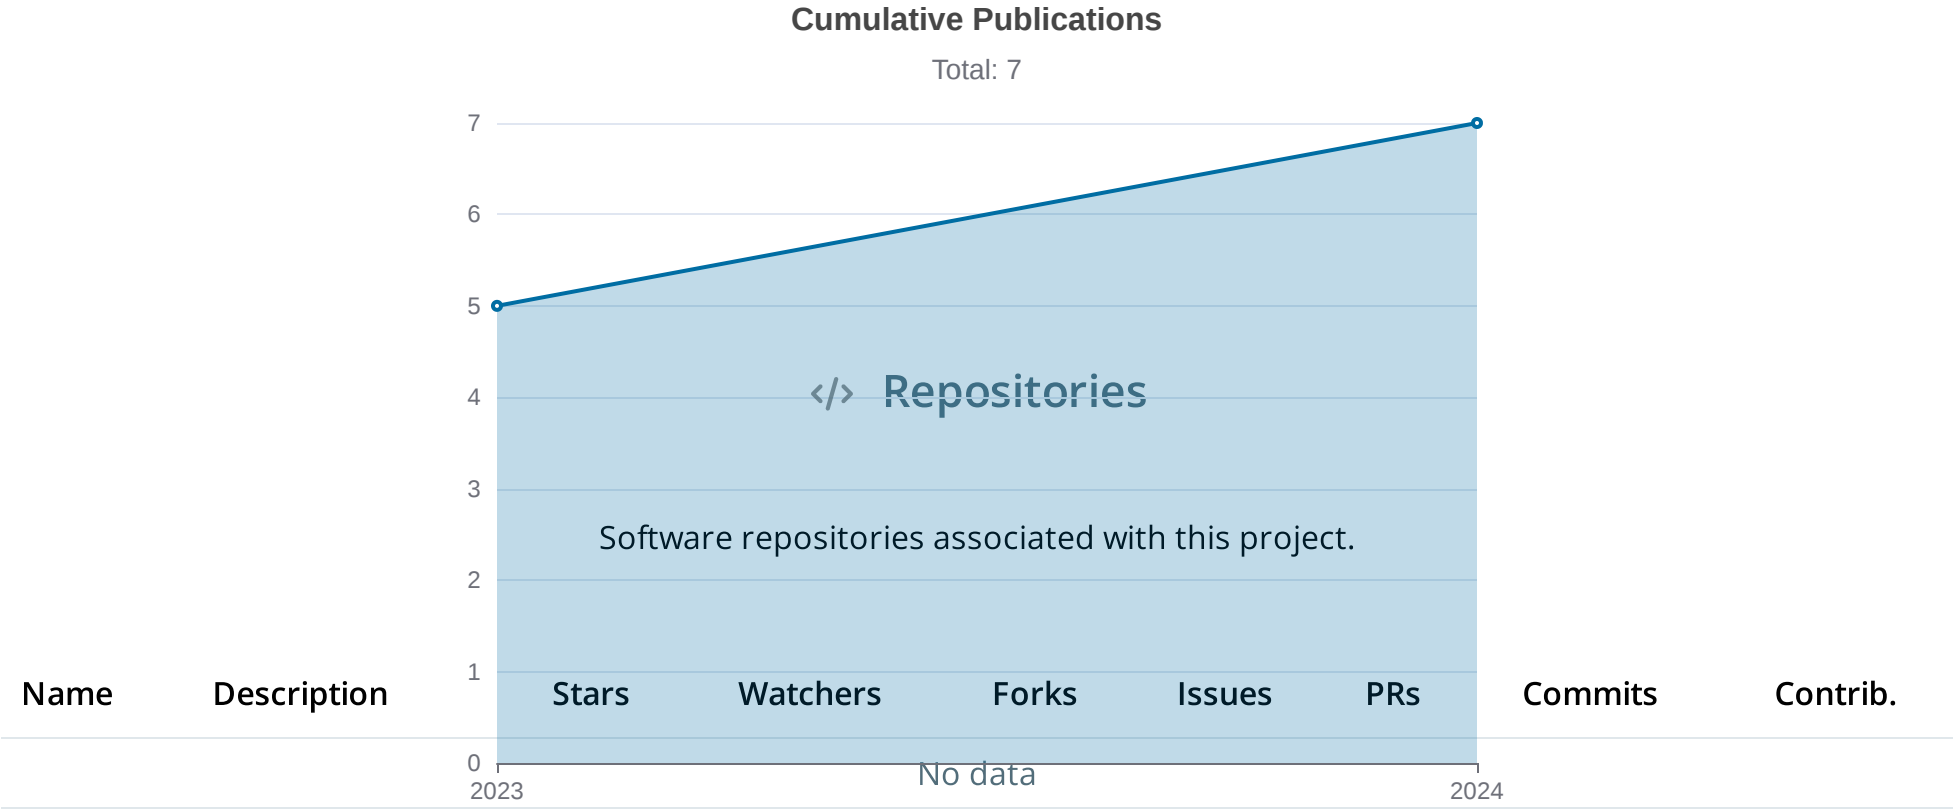 Cumulative Publications
Total: 7
7
6
5
Repositories
4
3
Software repositories associated with this project.
2
1
Name Description Stars Watchers Forks Issues PRs Commits Contrib.
0
No data
2023 2024